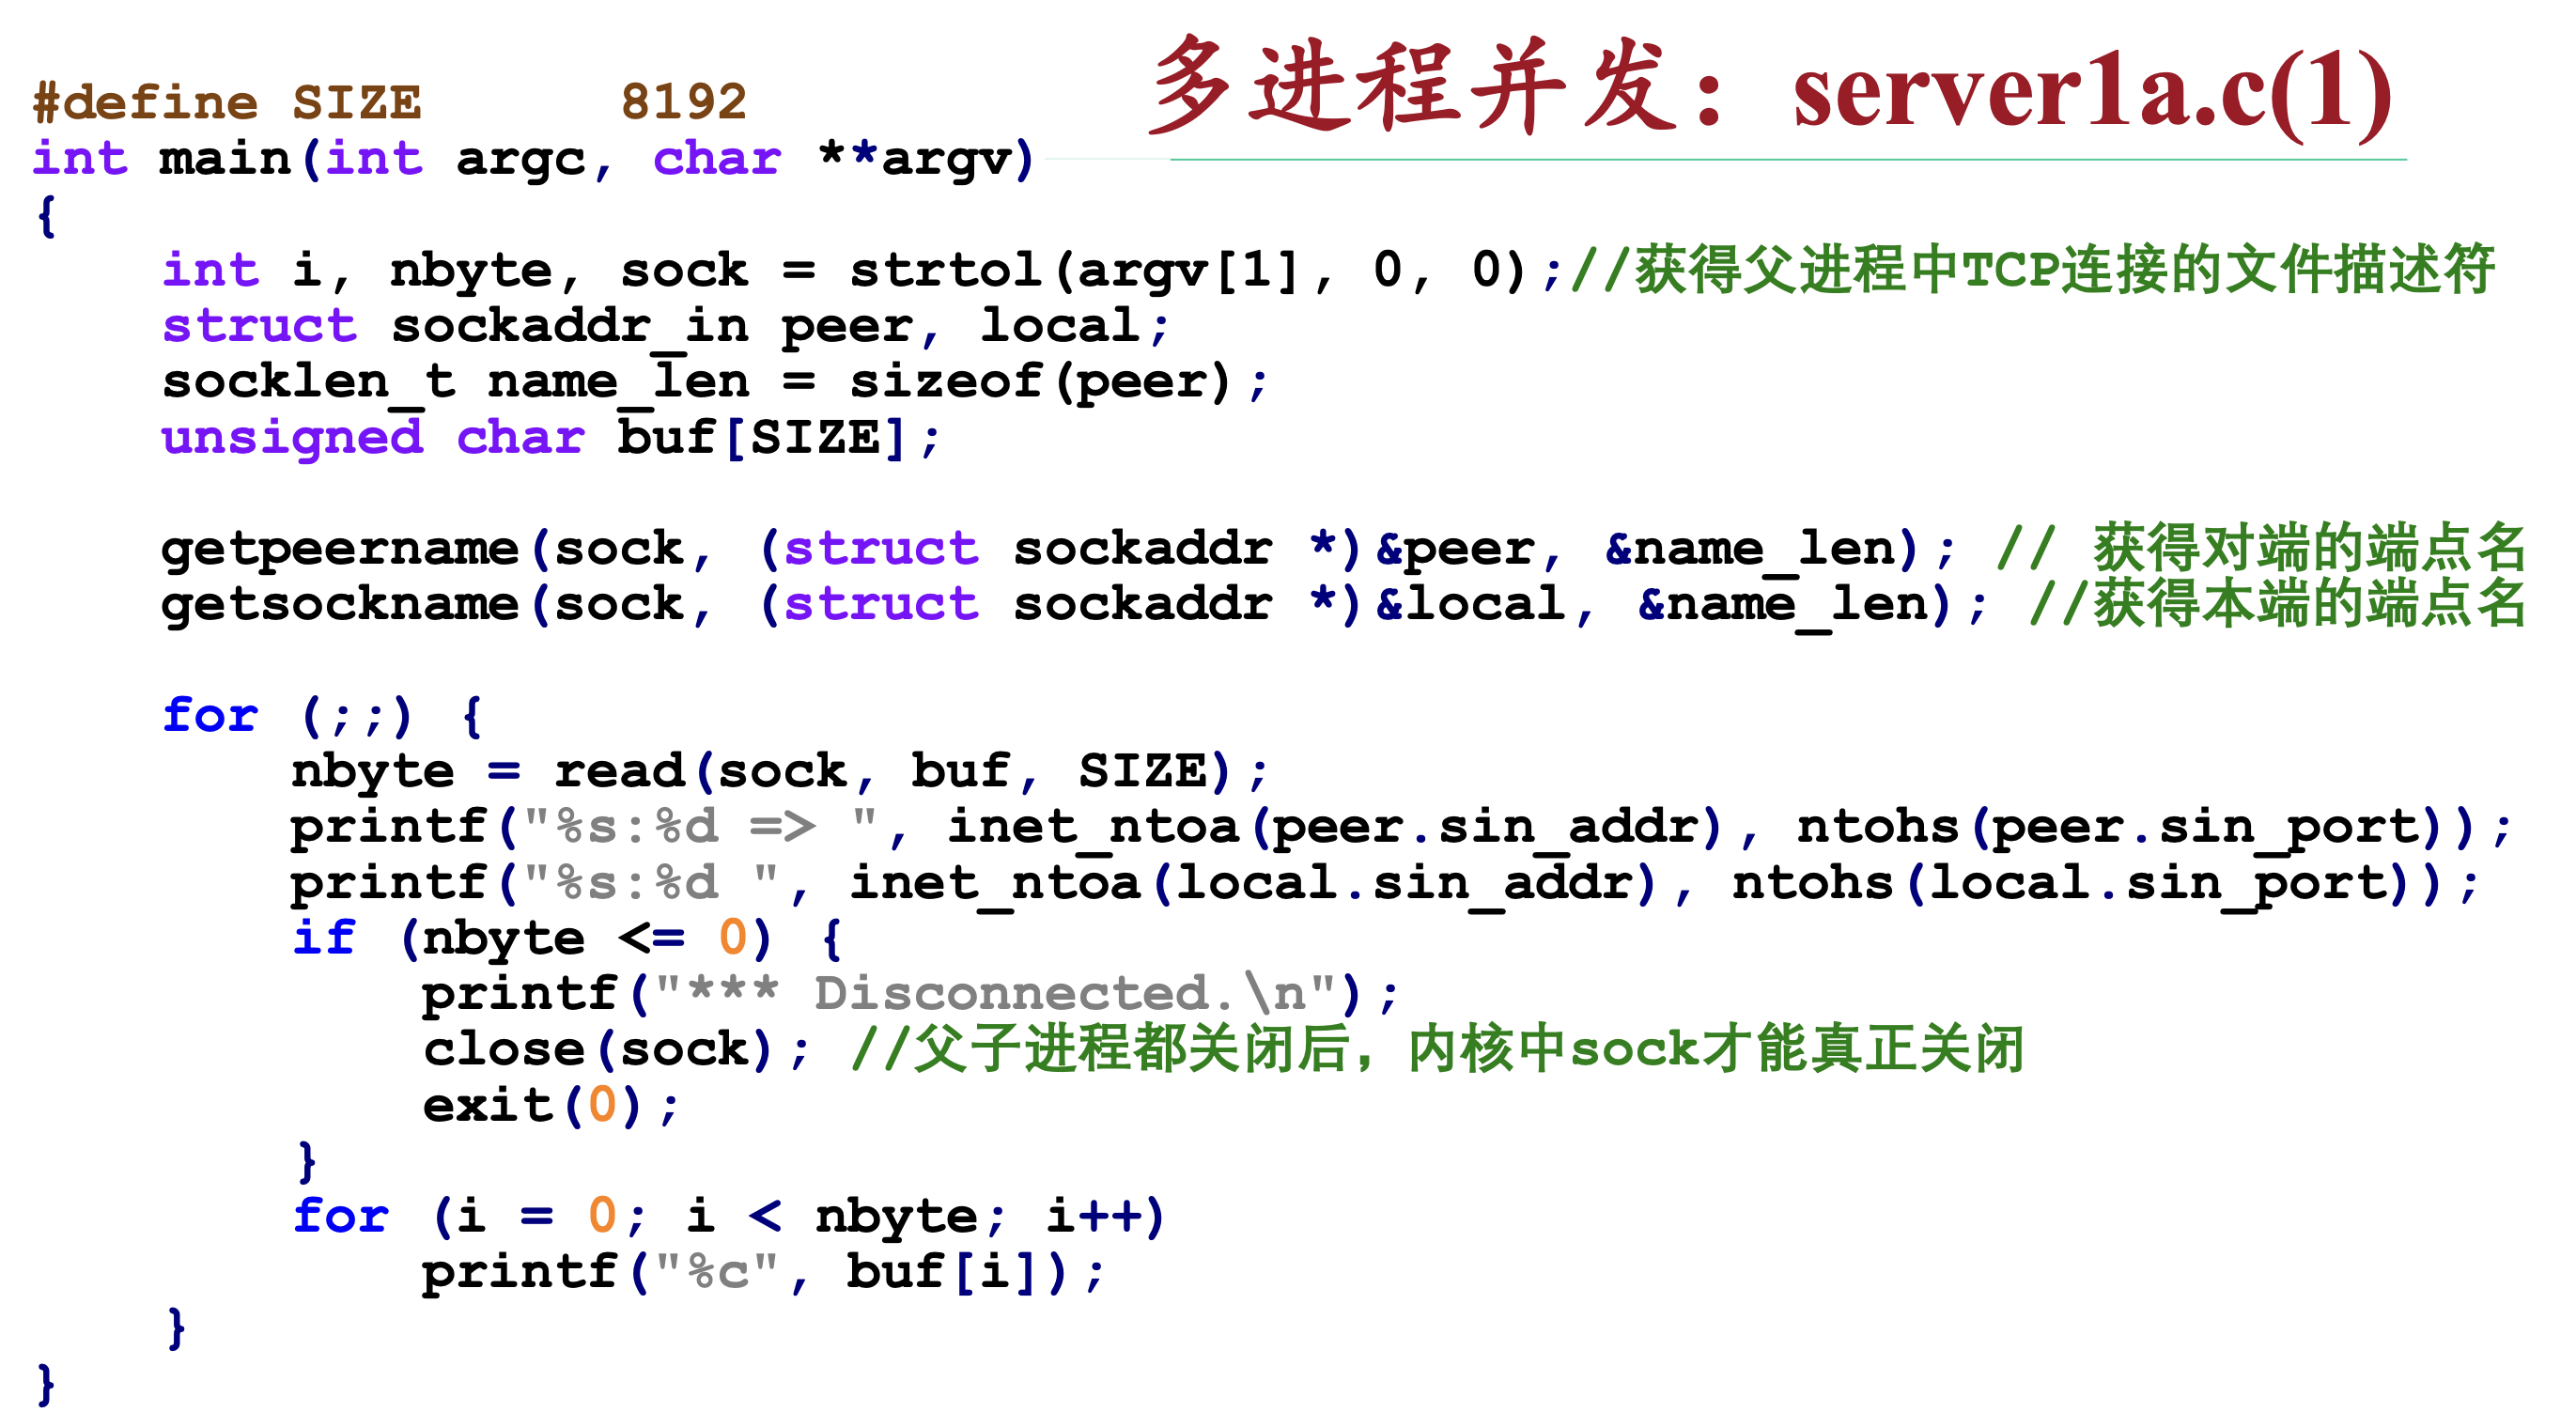 多进程并发：server1a.c(1)
#define SIZE      8192
int main(int argc, char **argv)
{
    int i, nbyte, sock = strtol(argv[1], 0, 0);//获得父进程中TCP连接的文件描述符
    struct sockaddr_in peer, local;
    socklen_t name_len = sizeof(peer);
    unsigned char buf[SIZE];

    getpeername(sock, (struct sockaddr *)&peer, &name_len); // 获得对端的端点名
    getsockname(sock, (struct sockaddr *)&local, &name_len); //获得本端的端点名

    for (;;) {
        nbyte = read(sock, buf, SIZE);
        printf("%s:%d => ", inet_ntoa(peer.sin_addr), ntohs(peer.sin_port));
        printf("%s:%d ", inet_ntoa(local.sin_addr), ntohs(local.sin_port));
        if (nbyte <= 0) {
            printf("*** Disconnected.\n");
            close(sock); //父子进程都关闭后，内核中sock才能真正关闭
            exit(0);
        }
        for (i = 0; i < nbyte; i++)
            printf("%c", buf[i]);
    }
}